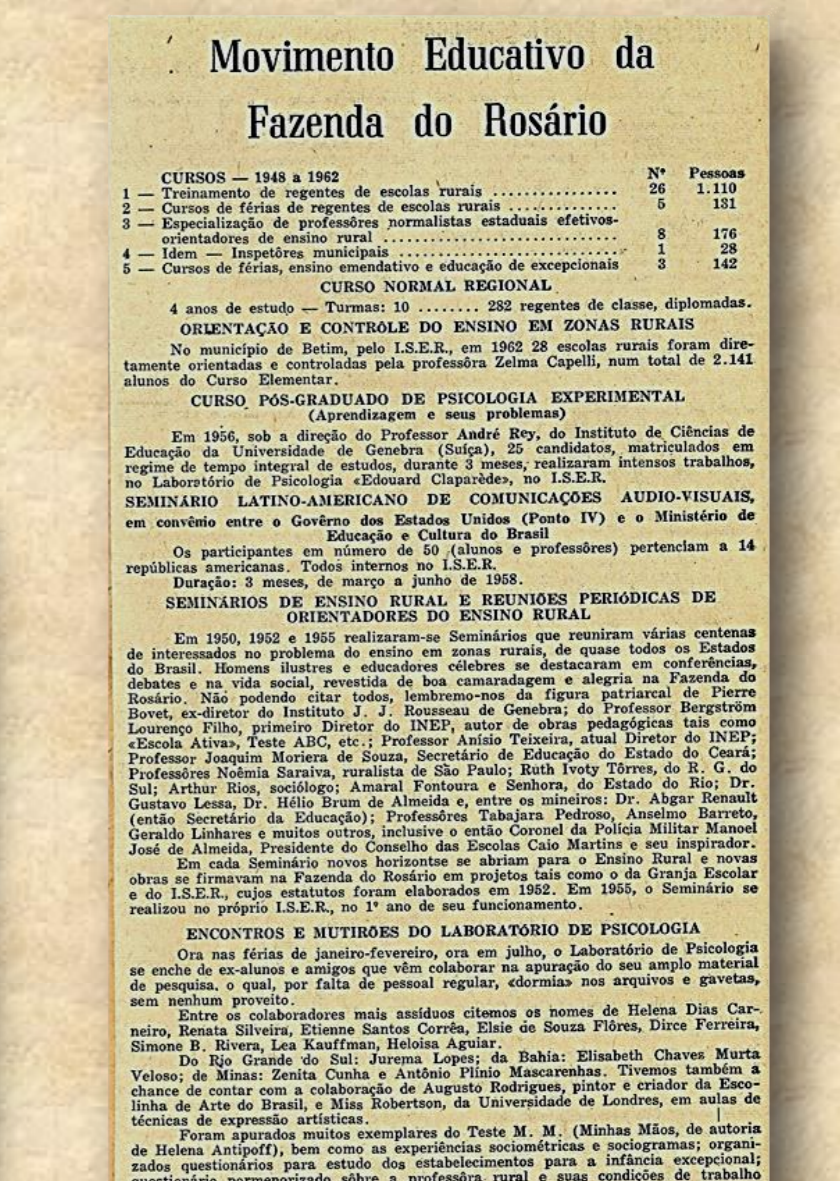 Movimento Educativo da
Fazenda do Rosário
CURSOS — 1948 a 1962 Nº Pessoas
1 — Treinamento de regentes de escolas rurais ................ 26 1.110
2 — Cursos de férias de regentes de escolas rurais .............. 5 131
3 — Especialização de professôres normalistas estaduais efetivos-
orientadores de ensino rural .............................. 8 176
4 — Idem — Inspetôres municipais ............................. 1 28
5 — Cursos de férias, ensino emendativo e educação de excepcionais 3 142
CURSO NORMAL REGIONAL
4 anos de estudo — Turmas: 10 ........ 282 regentes de classe, diplomadas.
ORIENTAÇÃO E CONTRÔLE DO ENSINO EM ZONAS RURAIS
No município de Betim, pelo I.S.E.R., em 1962 28 escolas rurais foram dire-
tamente orientadas e controladas pela professôra Zelma Capelli, num total de 2.141
alunos do Curso Elementar.
CURSO PÓS-GRADUADO DE PSICOLOGIA EXPERIMENTAL
(Aprendizagem e seus problemas)
Em 1956, sob a direção do Professor André Rey, do Instituto de Ciências de
Educação da Universidade de Genebra (Suíça), 25 candidatos, matriculados em
regime de tempo integral de estudos, durante 3 meses, realizaram intensos trabalhos,
no Laboratório de Psicologia «Edouard Claparède», no I.S.E.R.
SEMINÁRIO LATINO-AMERICANO DE COMUNICAÇÕES AUDIO-VISUAIS,
em convênio entre o Govêrno dos Estados Unidos (Ponto IV) e o Ministério de
Educação e Cultura do Brasil
Os participantes em número de 50 (alunos e professôres) pertenciam a 14
repúblicas americanas. Todos internos no I.S.E.R.
Duração: 3 meses, de março a junho de 1958.
SEMINÁRIOS DE ENSINO RURAL E REUNIÕES PERIÓDICAS DE
ORIENTADORES DO ENSINO RURAL
Em 1950, 1952 e 1955 realizaram-se Seminários que reuniram várias centenas
de interessados no problema do ensino em zonas rurais, de quase todos os Estados
do Brasil. Homens ilustres e educadores célebres se destacaram em conferências,
debates e na vida social, revestida de boa camaradagem e alegria na Fazenda do
Rosário. Não podendo citar todos, lembremo-nos da figura patriarcal de Pierre
Bovet, ex-diretor do Instituto J. J. Rousseau de Genebra; do Professor Bergström
Lourenço Filho, primeiro Diretor do INEP, autor de obras pedagógicas tais como
«Escola Ativa», Teste ABC, etc.; Professor Anísio Teixeira, atual Diretor do INEP;
Professor Joaquim Moriera de Souza, Secretário de Educação do Estado do Ceará;
Professôres Noêmia Saraiva, ruralista de São Paulo; Ruth Ivoty Tôrres, do R. G. do
Sul; Arthur Rios, sociólogo; Amaral Fontoura e Senhora, do Estado do Rio; Dr.
Gustavo Lessa, Dr. Hélio Brum de Almeida e, entre os mineiros: Dr. Abgar Renault
(então Secretário da Educação); Professôres Tabajara Pedroso, Anselmo Barreto,
Geraldo Linhares e muitos outros, inclusive o então Coronel da Polícia Militar Manoel
José de Almeida, Presidente do Conselho das Escolas Caio Martins e seu inspirador.
Em cada Seminário novos horizontse se abriam para o Ensino Rural e novas
obras se firmavam na Fazenda do Rosário em projetos tais como o da Granja Escolar
e do I.S.E.R., cujos estatutos foram elaborados em 1952. Em 1955, o Seminário se
realizou no próprio I.S.E.R., no 1º ano de seu funcionamento.
ENCONTROS E MUTIRÕES DO LABORATÓRIO DE PSICOLOGIA
Ora nas férias de janeiro-fevereiro, ora em julho, o Laboratório de Psicologia
se enche de ex-alunos e amigos que vêm colaborar na apuração do seu amplo material
de pesquisa. o qual, por falta de pessoal regular, «dormia» nos arquivos e gavetas,
sem nenhum proveito.
Entre os colaboradores mais assíduos citemos os nomes de Helena Dias Car-
neiro, Renata Silveira, Etienne Santos Corrêa, Elsie de Souza Flôres, Dirce Ferreira,
Simone B. Rivera, Lea Kauffman, Heloisa Aguiar.
Do Rio Grande do Sul: Jurema Lopes; da Bahia: Elisabeth Chaves Murta
Veloso; de Minas: Zenita Cunha e Antônio Plínio Mascarenhas. Tivemos também a
chance de contar com a colaboração de Augusto Rodrigues, pintor e criador da Esco-
linha de Arte do Brasil, e Miss Robertson, da Universidade de Londres, em aulas de
técnicas de expressão artísticas.
Foram apurados muitos exemplares do Teste M. M. (Minhas Mãos, de autoria
de Helena Antipoff), bem como as experiências sociométricas e sociogramas; organi-
zados questionários para estudo dos estabelecimentos para a infância excepcional;
questionário pormenorizado sôbre a professôra rural e suas condições de trabalho